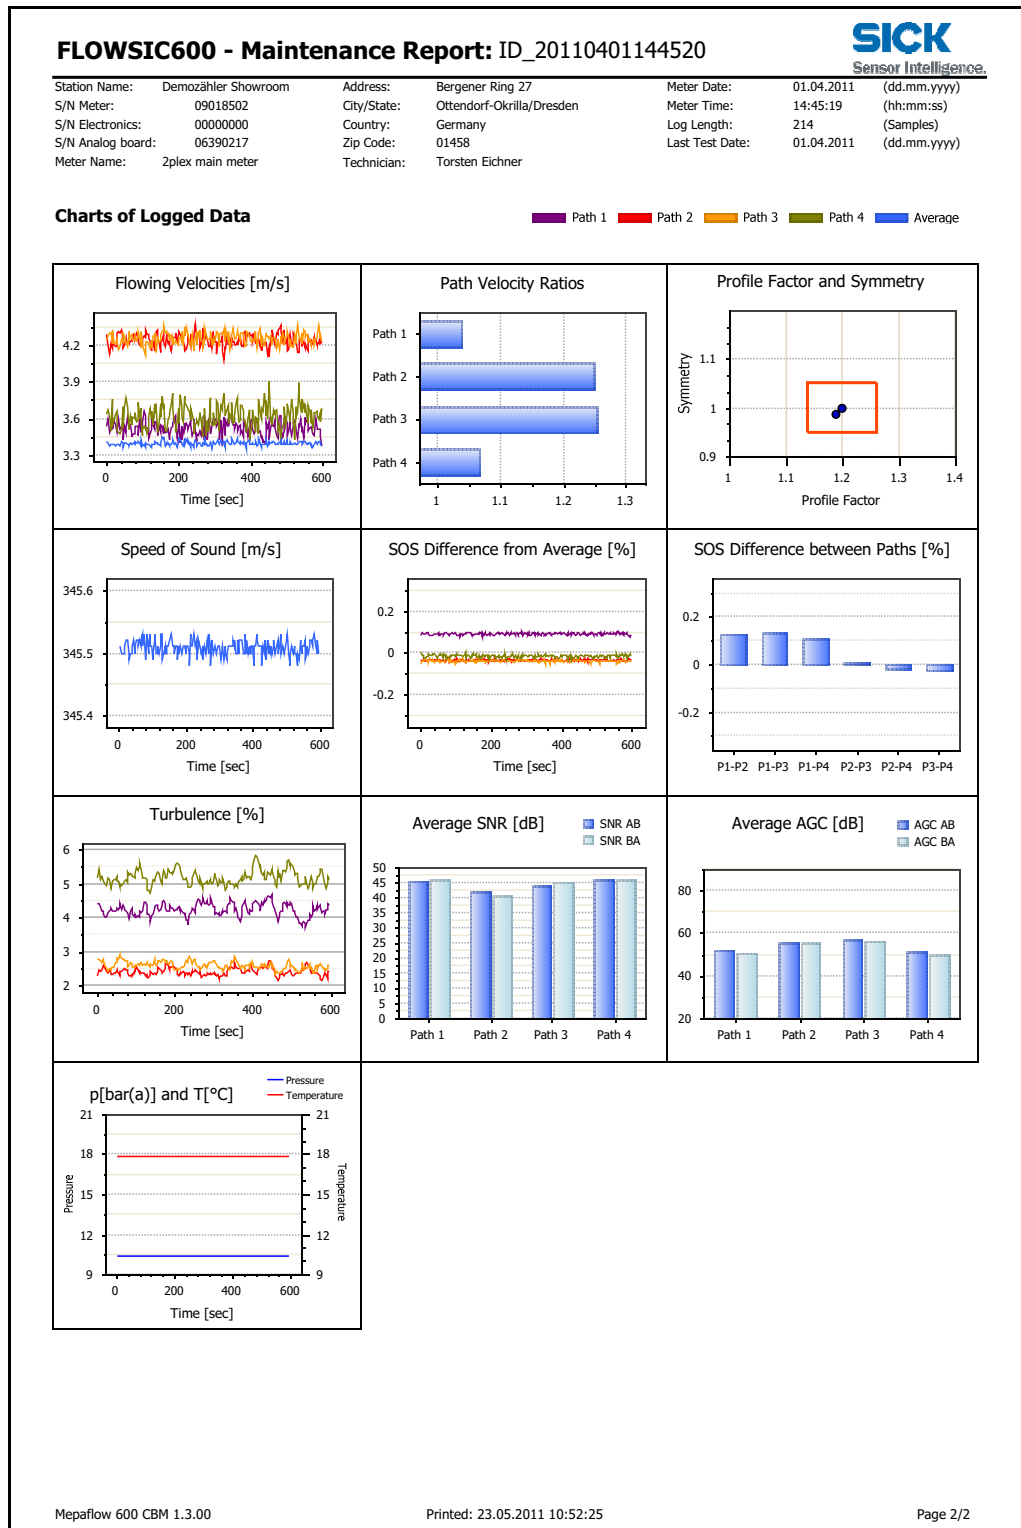 FLOWSIC600 - Maintenance Report: ID_20110401144520
SICK
Sensor Intelligence.
Station Name: Demozähler Showroom Address: Bergener Ring 27 Meter Date: 01.04.2011 (dd.mm.yyyy)
S/N Meter: 09018502 City/State: Ottendorf-Okrilla/Dresden Meter Time: 14:45:19 (hh:mm:ss)
S/N Electronics: 00000000 Country: Germany Log Length: 214 (Samples)
S/N Analog board: 06390217 Zip Code: 01458 Last Test Date: 01.04.2011 (dd.mm.yyyy)
Meter Name: 2plex main meter Technician: Torsten Eichner
Charts of Logged Data Path 1 Path 2 Path 3 Path 4 Average
Flowing Velocities [m/s]
4.2
3.9
3.6
3.3
0 200 400 600
Time [sec]
Path Velocity Ratios
Path 1
Path 2
Path 3
Path 4
1 1.1 1.2 1.3
Profile Factor and Symmetry
Symmetry
1.1
1
0.9
1 1.1 1.2 1.3 1.4
Profile Factor
Speed of Sound [m/s]
345.6
345.5
345.4
0 200 400 600
Time [sec]
SOS Difference from Average [%]
0.2
0
-0.2
0 200 400 600
Time [sec]
SOS Difference between Paths [%]
0.2
0
-0.2
P1-P2 P1-P3 P1-P4 P2-P3 P2-P4 P3-P4
Turbulence [%]
6
5
4
3
2
0 200 400 600
Time [sec]
Average SNR [dB]
SNR AB
SNR BA
50
45
40
35
30
25
20
15
10
5
0
Path 1 Path 2 Path 3 Path 4
Average AGC [dB]
AGC AB
AGC BA
80
60
40
20
Path 1 Path 2 Path 3 Path 4
p[bar(a)] and T[°C]
Pressure
Temperature
21 21
18 18
15 15
12 12
9 9
Pressure
Temperature
0 200 400 600
Time [sec]
Mepaflow 600 CBM 1.3.00 Printed: 23.05.2011 10:52:25 Page 2/2